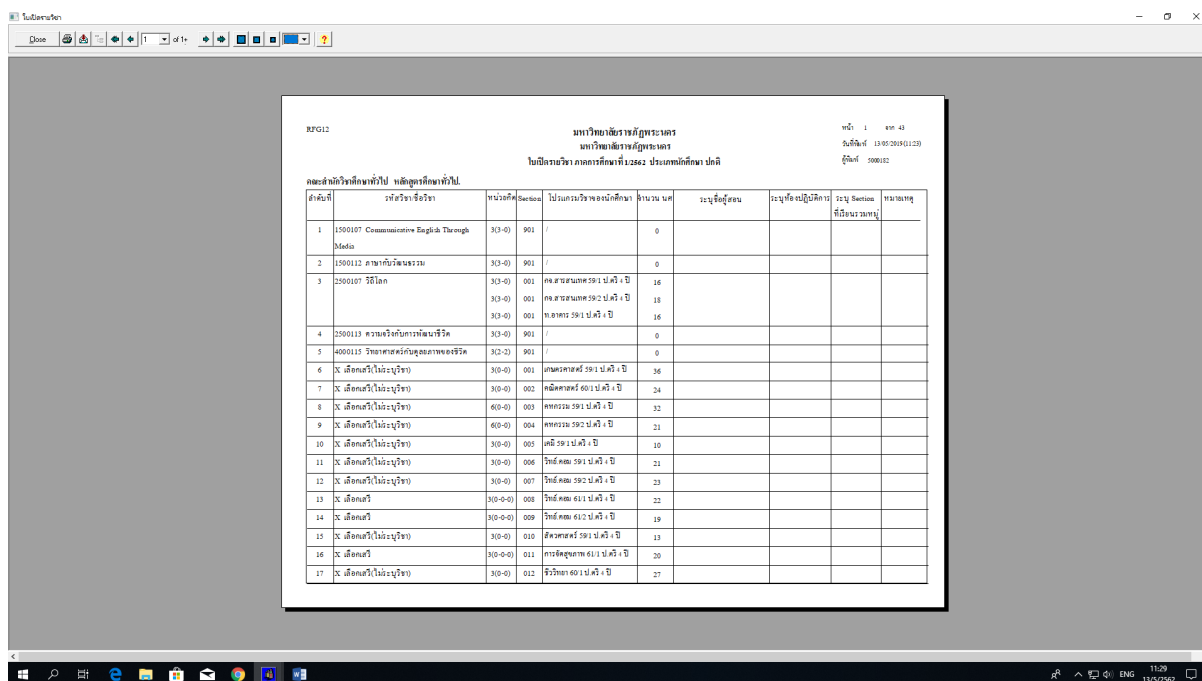 ใบเปิดรายวิชา
Close 1 of 1+
RFG12 มหาวิทยาลัยราชภัฏพระนคร หน้า 1 จาก 43
มหาวิทยาลัยราชภัฏพระนคร วันที่พิมพ์ 13/05/2019(11:23)
ใบเปิดรายวิชา ภาคการศึกษาที่ 1/2562 ประเภทนักศึกษา ปกติ ผู้พิมพ์ 5000182
คณะสำนักวิชาศึกษาทั่วไป หลักสูตรศึกษาทั่วไป.
ลำดับที่ รหัสวิชา/ชื่อวิชา หน่วยกิต Section โปรแกรมวิชาของนักศึกษา จำนวน นศ ระบุชื่อผู้สอน ระบุห้องปฏิบัติการ ระบุ Section หมายเหตุ
ที่เรียนรวมหมู่
1 1500107 Communicative English Through 3(3-0) 901 / 0
Media
2 1500112 ภาษากับวัฒนธรรม 3(3-0) 901 / 0
3 2500107 วิถีโลก 3(3-0) 001 กจ.สารสนเทศ 59/1 ป.ตรี 4 ปี 16
3(3-0) 001 กจ.สารสนเทศ 59/2 ป.ตรี 4 ปี 18
3(3-0) 001 ท.อาคาร 59/1 ป.ตรี 4 ปี 16
4 2500113 ความจริงกับการพัฒนาชีวิต 3(3-0) 901 / 0
5 4000115 วิทยาศาสตร์กับดุลยภาพของชีวิต 3(2-2) 901 / 0
6 X เลือกเสรี(ไม่ระบุวิชา) 3(0-0) 001 เกษตรศาสตร์ 59/1 ป.ตรี 4 ปี 36
7 X เลือกเสรี(ไม่ระบุวิชา) 3(0-0) 002 คณิตศาสตร์ 60/1 ป.ตรี 4 ปี 24
8 X เลือกเสรี(ไม่ระบุวิชา) 6(0-0) 003 คหกรรม 59/1 ป.ตรี 4 ปี 32
9 X เลือกเสรี(ไม่ระบุวิชา) 6(0-0) 004 คหกรรม 59/2 ป.ตรี 4 ปี 21
10 X เลือกเสรี(ไม่ระบุวิชา) 3(0-0) 005 เคมี 59/1 ป.ตรี 4 ปี 10
11 X เลือกเสรี(ไม่ระบุวิชา) 3(0-0) 006 วิทย์.คอม 59/1 ป.ตรี 4 ปี 21
12 X เลือกเสรี(ไม่ระบุวิชา) 3(0-0) 007 วิทย์.คอม 59/2 ป.ตรี 4 ปี 23
13 X เลือกเสรี 3(0-0-0) 008 วิทย์.คอม 61/1 ป.ตรี 4 ปี 22
14 X เลือกเสรี 3(0-0-0) 009 วิทย์.คอม 61/2 ป.ตรี 4 ปี 19
15 X เลือกเสรี(ไม่ระบุวิชา) 3(0-0) 010 สัตวศาสตร์ 59/1 ป.ตรี 4 ปี 13
16 X เลือกเสรี 3(0-0-0) 011 การจัดสุขภาพ 61/1 ป.ตรี 4 ปี 20
17 X เลือกเสรี(ไม่ระบุวิชา) 3(0-0) 012 ชีววิทยา 60/1 ป.ตรี 4 ปี 27
ENG 11:29
13/5/2562